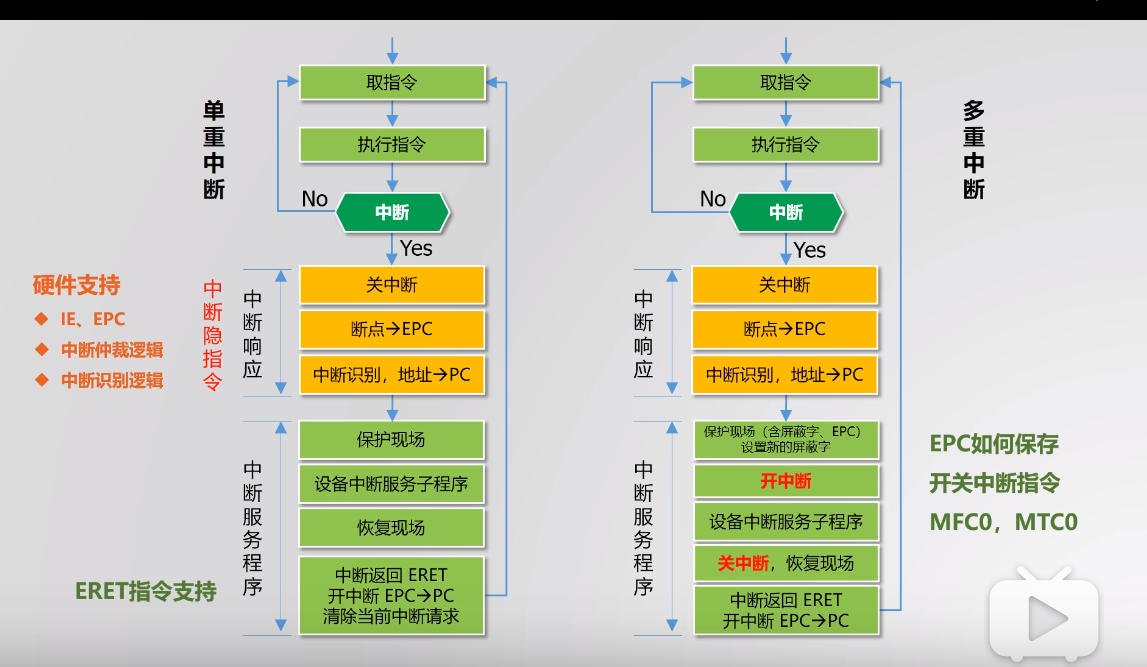 单重中断
取指令
执行指令
中断
No
Yes
硬件支持
◆ IE、EPC
◆ 中断仲裁逻辑
◆ 中断识别逻辑
中断隐指令
中断响应
关中断
断点→EPC
中断识别，地址→PC
中断服务程序
保护现场
设备中断服务子程序
恢复现场
中断返回 ERET
开中断 EPC→PC
清除当前中断请求
ERET指令支持
多重中断
取指令
执行指令
中断
No
Yes
中断响应
关中断
断点→EPC
中断识别，地址→PC
中断服务程序
保护现场（含屏蔽字、EPC）
设置新的屏蔽字
开中断
设备中断服务子程序
关中断，恢复现场
中断返回 ERET
开中断 EPC→PC
EPC如何保存
开关中断指令
MFC0，MTC0